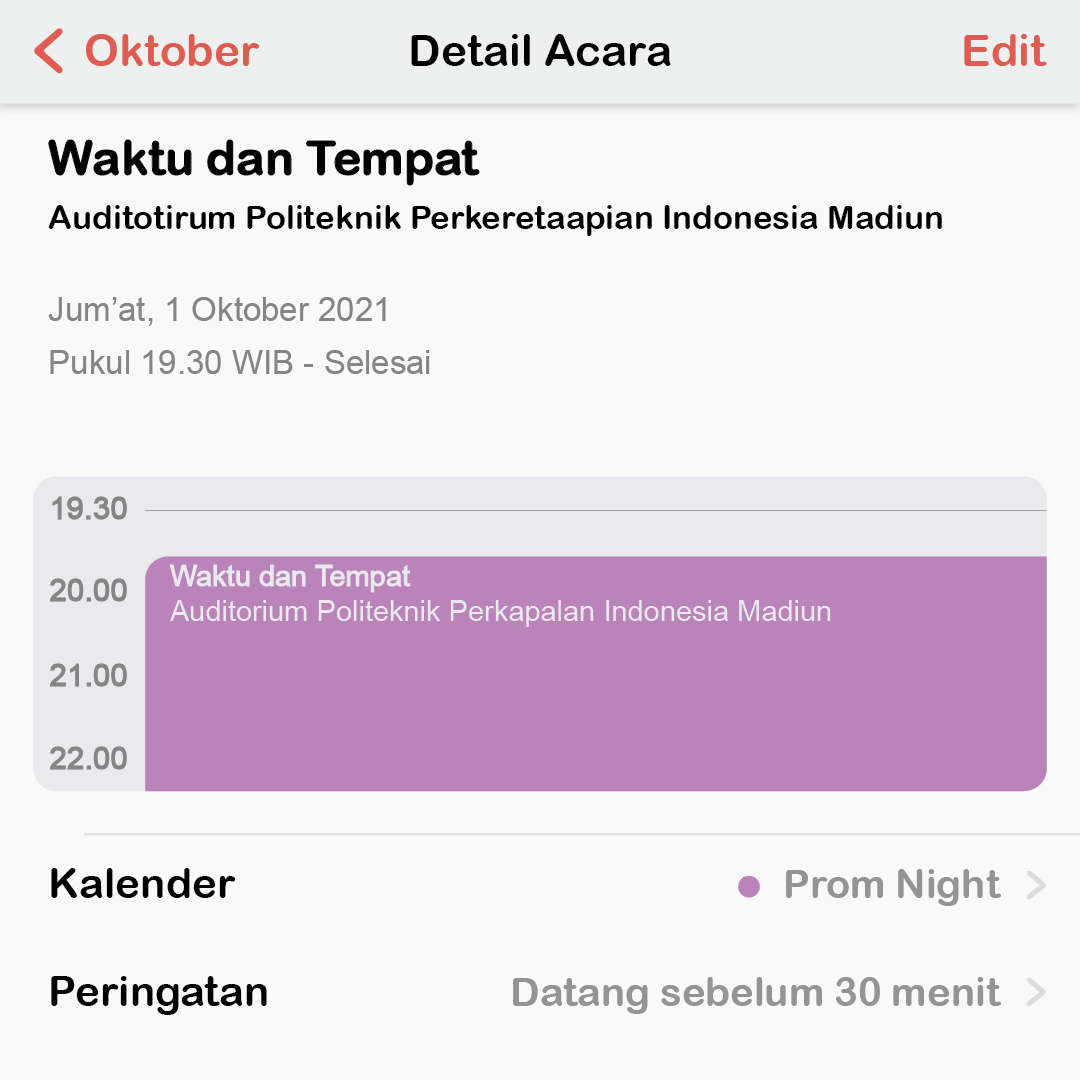 Oktober
Detail Acara
Edit
Waktu dan Tempat
Auditotirum Politeknik Perkeretaapian Indonesia Madiun
Jum’at, 1 Oktober 2021
Pukul 19.30 WIB - Selesai
19.30
Waktu dan Tempat
20.00
Auditorium Politeknik Perkapalan Indonesia Madiun
21.00
22.00
Kalender
Prom Night
Peringatan
Datang sebelum 30 menit